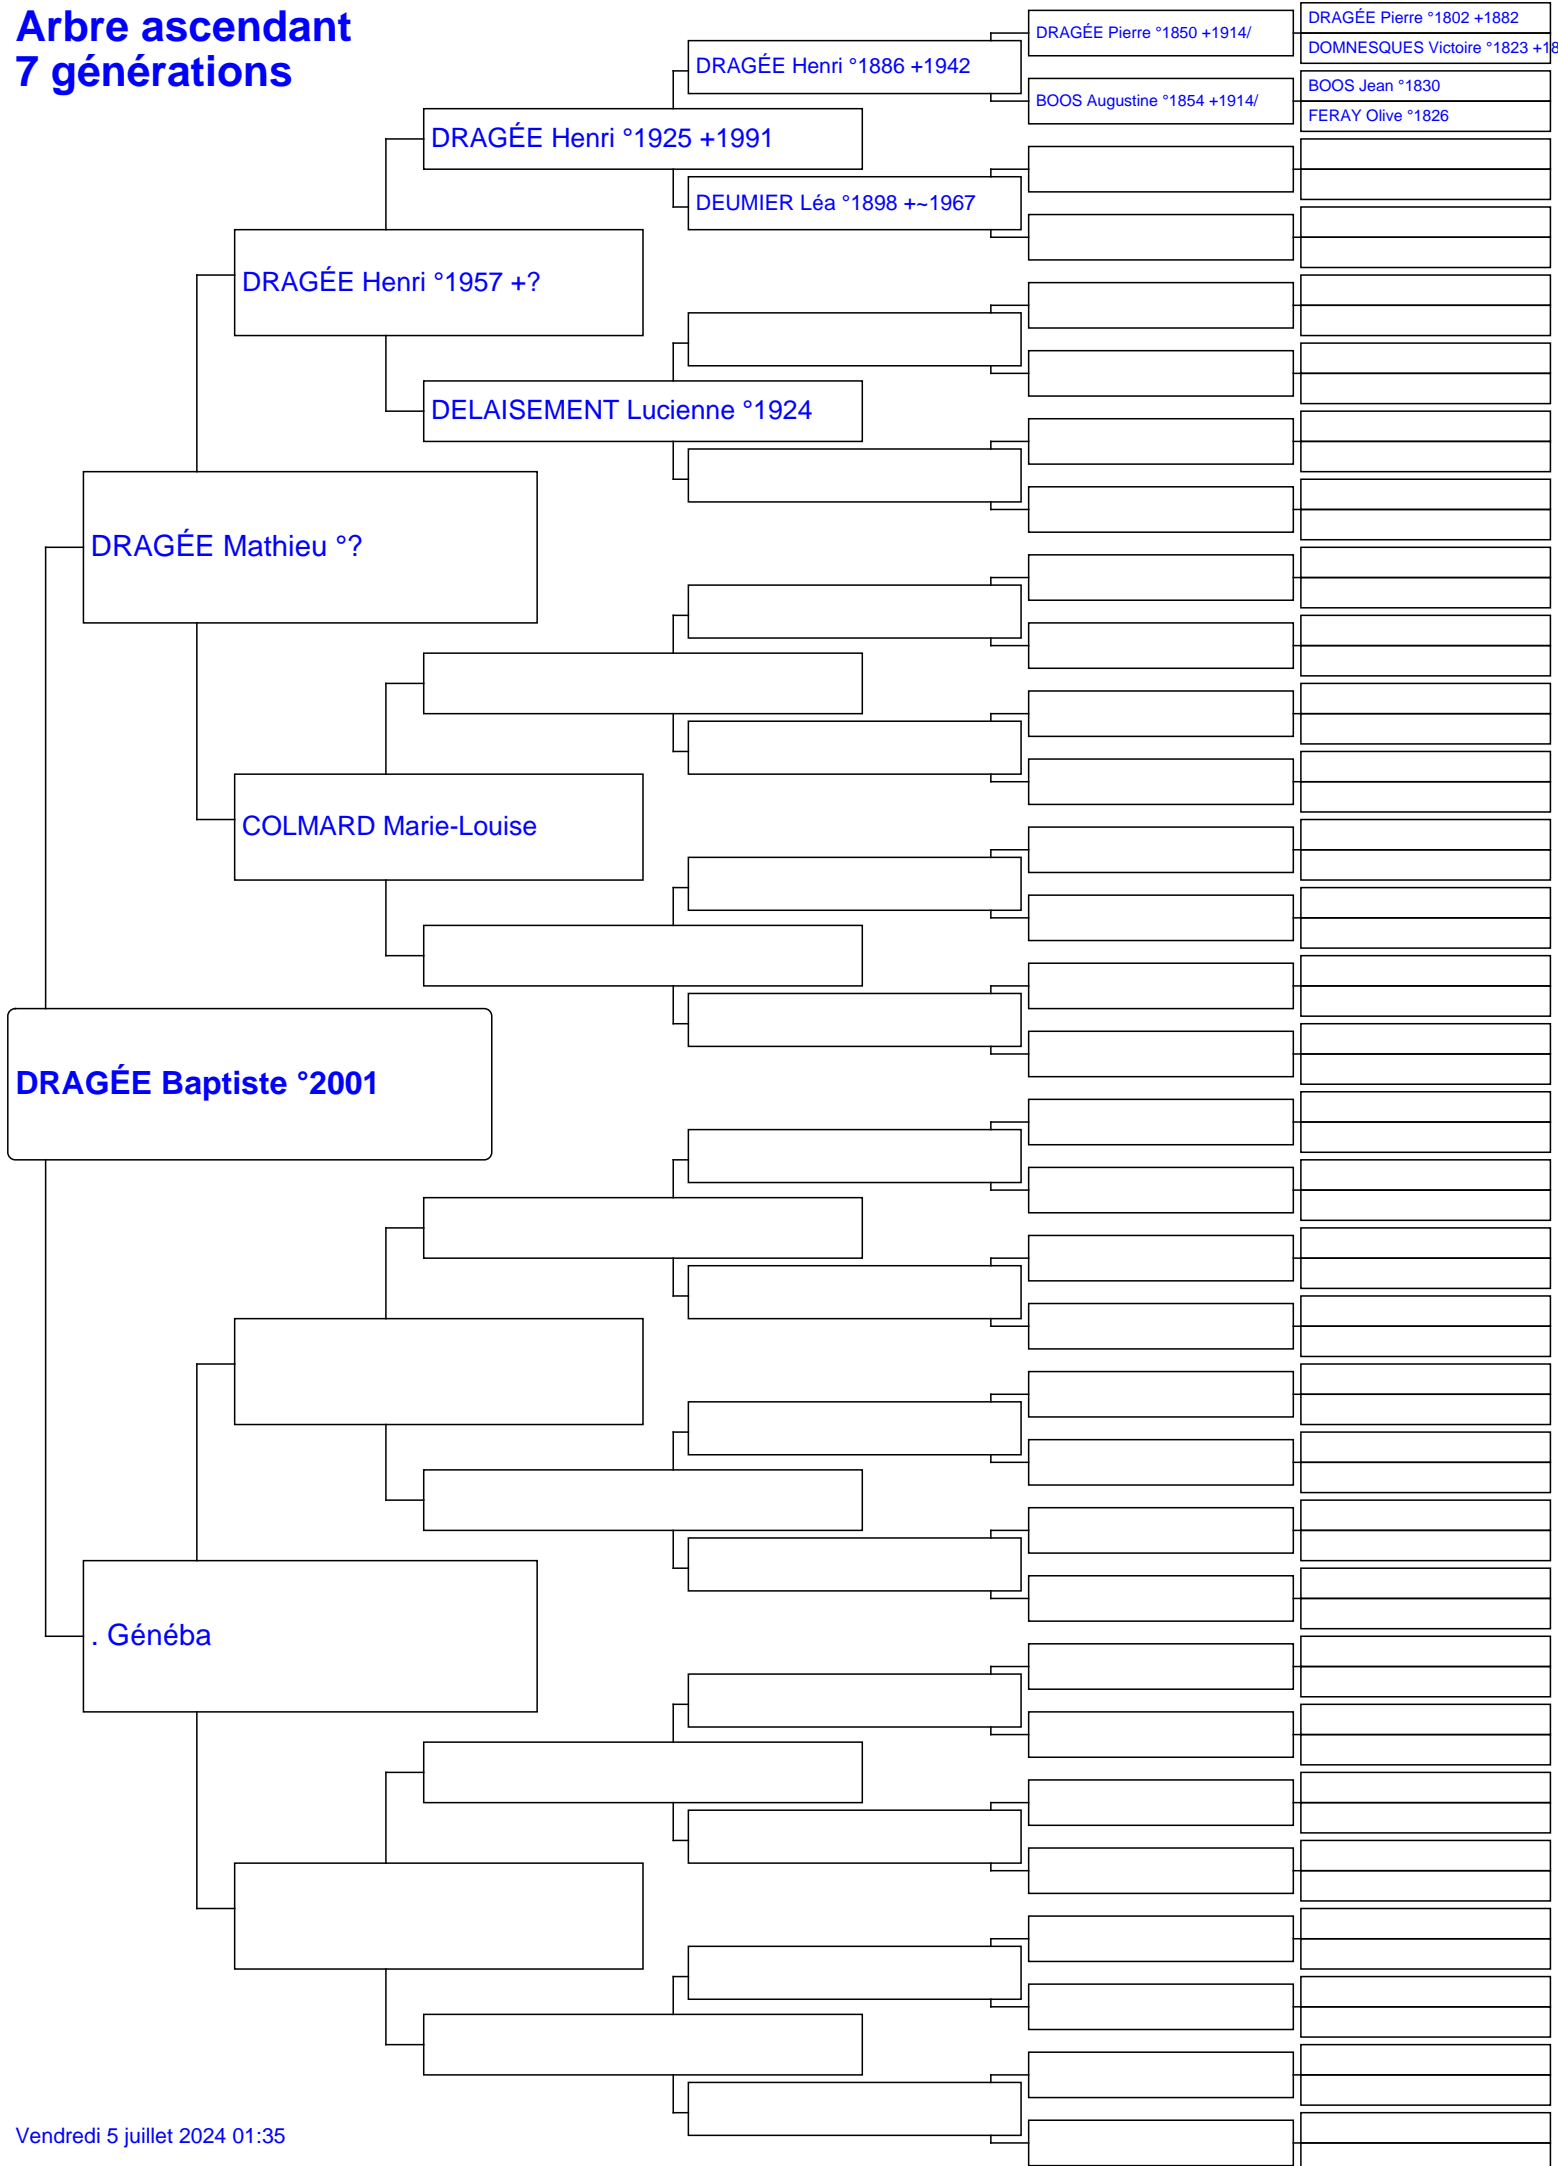 Arbre ascendant
7 générations
DRAGÉE Pierre °1802 +1882
DRAGÉE Pierre °1850 +1914/
DOMNESQUES Victoire °1823 +18
DRAGÉE Henri °1886 +1942
BOOS Jean °1830
BOOS Augustine °1854 +1914/
FERAY Olive °1826
DRAGÉE Henri °1925 +1991
DEUMIER Léa °1898 +~1967
DRAGÉE Henri °1957 +?
DELAISEMENT Lucienne °1924
DRAGÉE Mathieu °?
COLMARD Marie-Louise
DRAGÉE Baptiste °2001
. Généba
Vendredi 5 juillet 2024 01:35